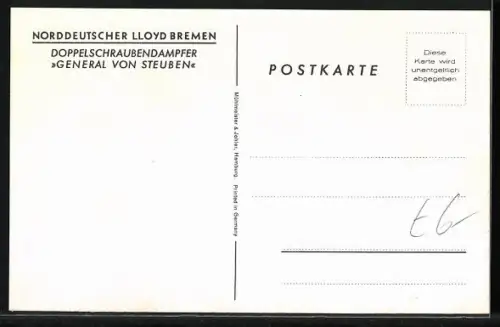 NORDDEUTSCHER LLOYD BREMEN
DOPPELSCHRAUBENDAMPFER
»GENERAL VON STEUBEN«
POSTKARTE
Diese
Karte wird
unentgeltlich
abgegeben
Mühlmeister & Johler, Hamburg. Printed in Germany